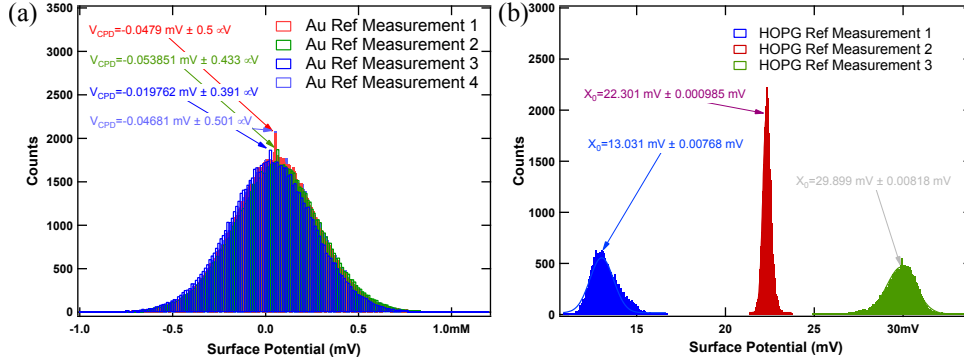 (a)
V_CPD=-0.0479 mV ± 0.5 ∝V
V_CPD=-0.053851 mV ± 0.433 ∝V
V_CPD=-0.019762 mV ± 0.391 ∝V
V_CPD=-0.04681 mV ± 0.501 ∝V
Au Ref Measurement 1
Au Ref Measurement 2
Au Ref Measurement 3
Au Ref Measurement 4
Counts
3500
3000
2500
2000
1500
1000
500
0
-1.0 -0.5 0.0 0.5 1.0mM
Surface Potential (mV)
(b)
HOPG Ref Measurement 1
HOPG Ref Measurement 2
HOPG Ref Measurement 3
X₀=22.301 mV ± 0.000985 mV
X₀=13.031 mV ± 0.00768 mV
X₀=29.899 mV ± 0.00818 mV
Counts
2500
2000
1500
1000
500
0
15 20 25 30mV
Surface Potential (mV)